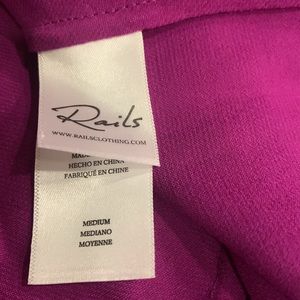 Rails
WWW.RAILSCLOTHING.COM
HECHO EN CHINA
FABRIQUÉ EN CHINE
MEDIUM
MEDIANO
MOYENNE